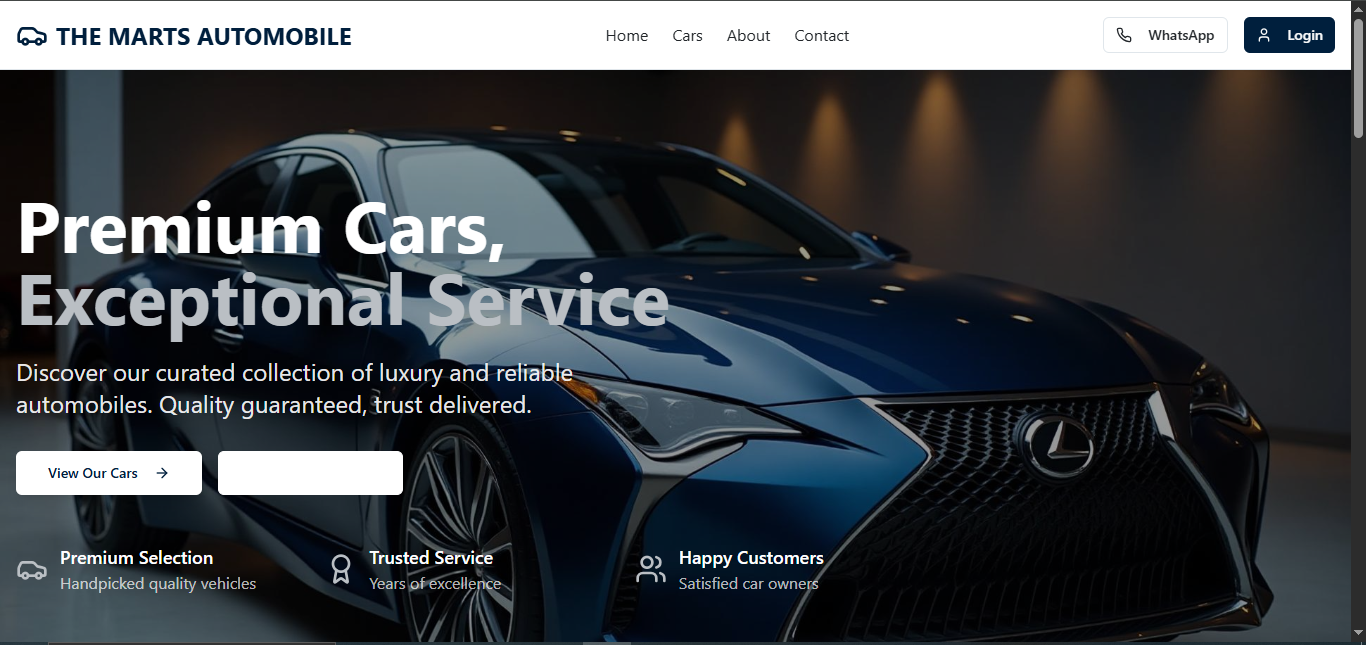 THE MARTS AUTOMOBILE
Home
Cars
About
Contact
WhatsApp
Login
Premium Cars,
Exceptional Service
Discover our curated collection of luxury and reliable
automobiles. Quality guaranteed, trust delivered.
View Our Cars
Premium Selection
Handpicked quality vehicles
Trusted Service
Years of excellence
Happy Customers
Satisfied car owners